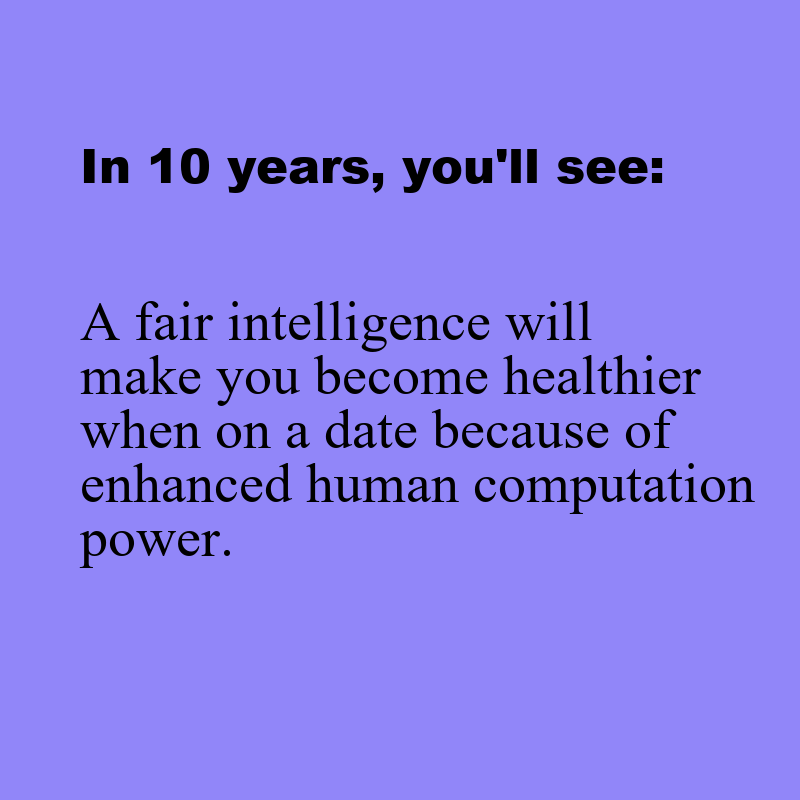 In 10 years, you'll see:
A fair intelligence will
make you become healthier
when on a date because of
enhanced human computation
power.